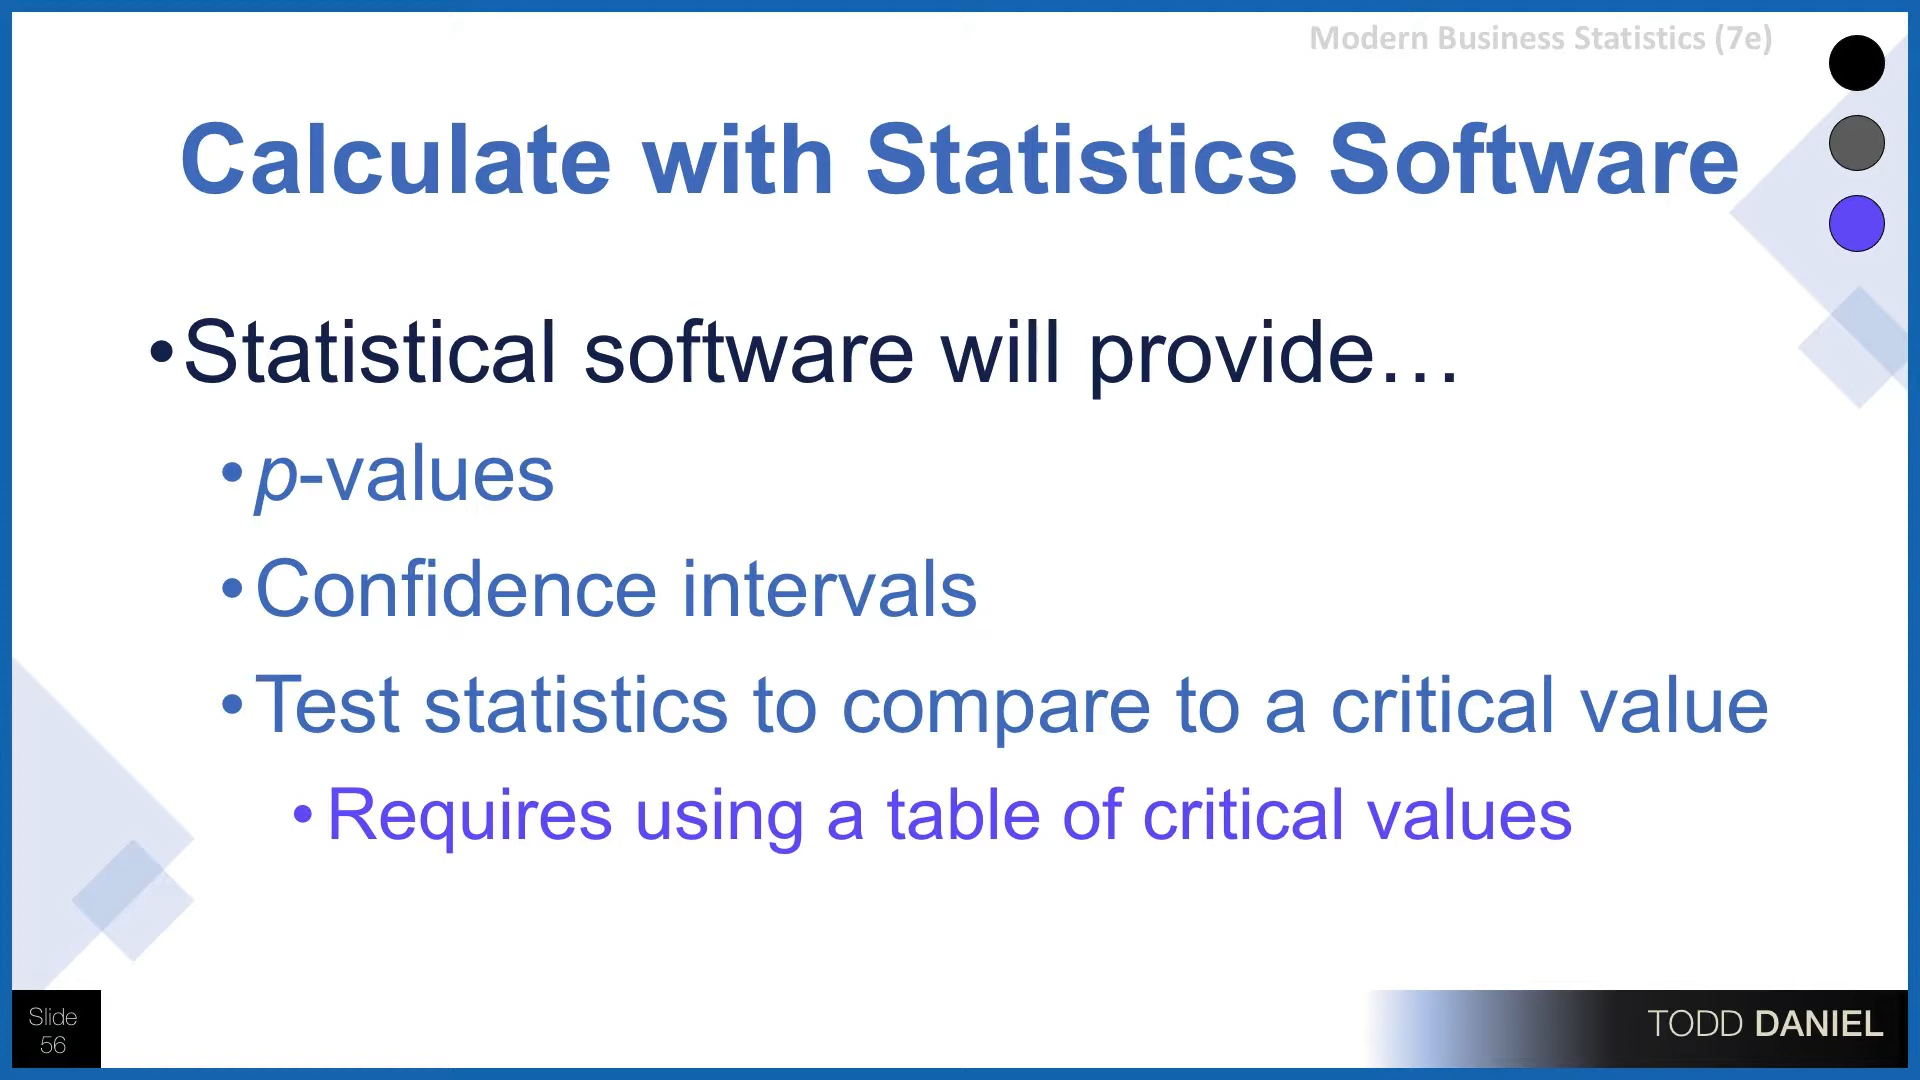 Modern Business Statistics (7e)
Calculate with Statistics Software
•Statistical software will provide…
•p-values
•Confidence intervals
•Test statistics to compare to a critical value
•Requires using a table of critical values
Slide
56
TODD DANIEL